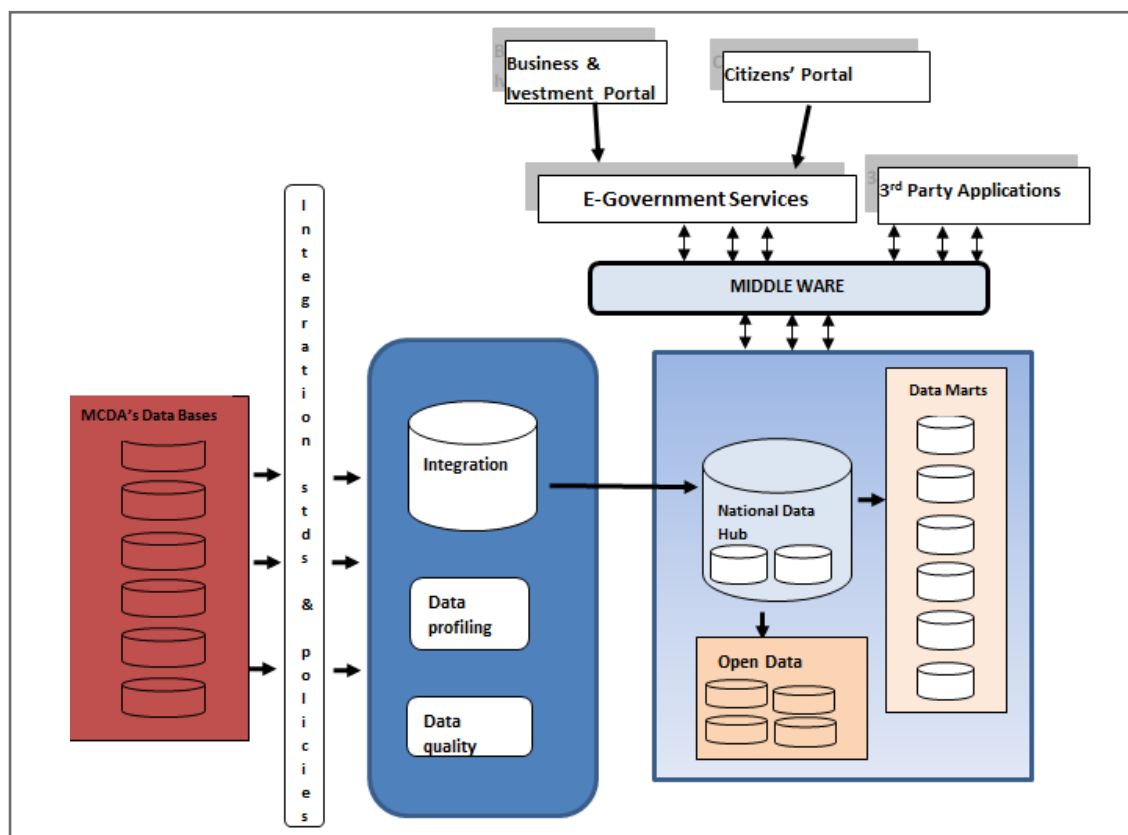 Business &
Ivestment Portal
Citizens' Portal
E-Government Services
3rd Party Applications
MIDDLE WARE
MCDA's Data Bases
Integration stds & policies
Integration
Data
profiling
Data
quality
National Data
Hub
Open Data
Data Marts